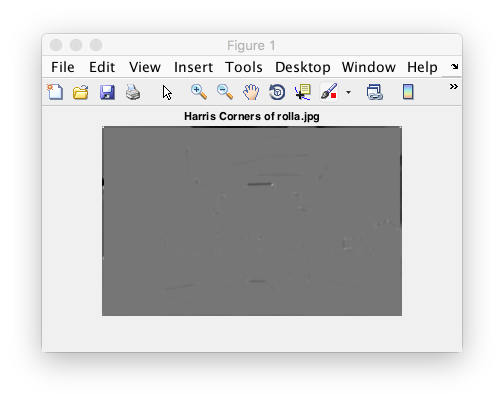 Figure 1
File Edit View Insert Tools Desktop Window Help
Harris Corners of rolla.jpg